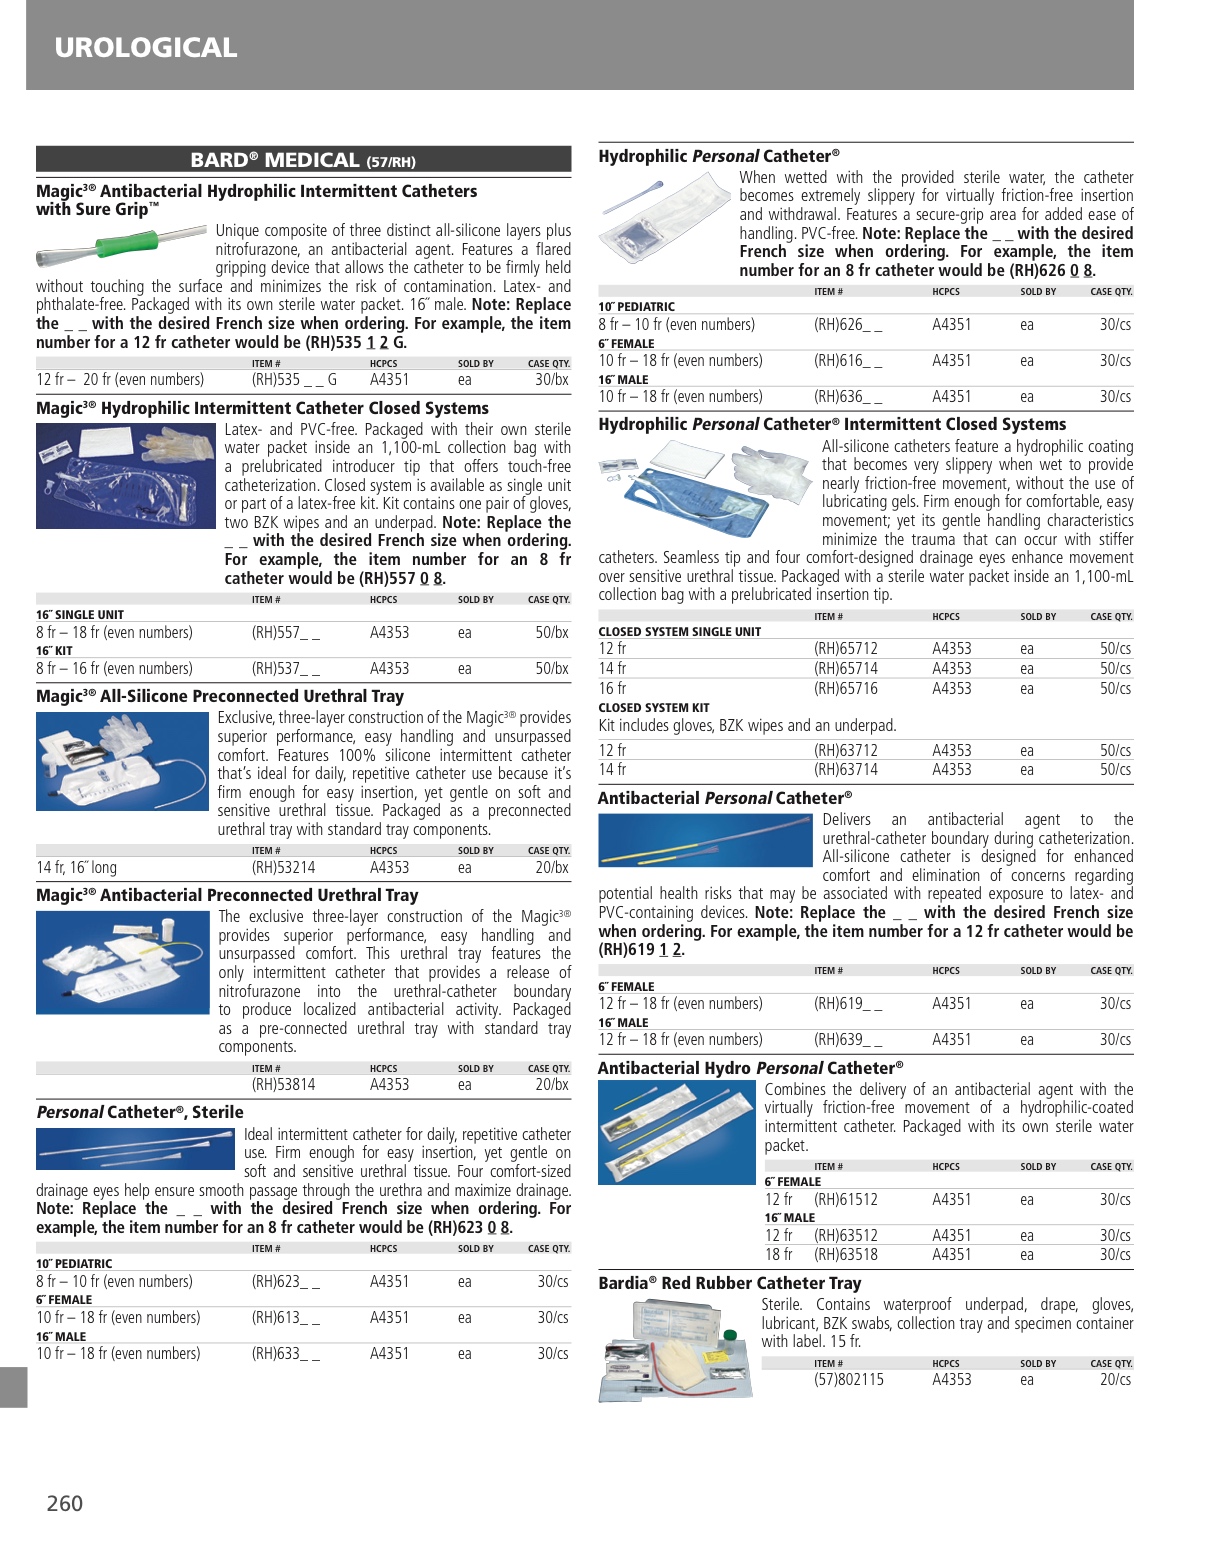 UROLOGICAL
BARD® MEDICAL (57/RH)
Magic³® Antibacterial Hydrophilic Intermittent Catheters
with Sure Grip™
Unique composite of three distinct all-silicone layers plus
nitrofurazone, an antibacterial agent. Features a flared
gripping device that allows the catheter to be firmly held
without touching the surface and minimizes the risk of contamination. Latex- and
phthalate-free. Packaged with its own sterile water packet. 16˝ male. Note: Replace
the _ _ with the desired French size when ordering. For example, the item
number for a 12 fr catheter would be (RH)535 1 2 G.
ITEM # HCPCS SOLD BY CASE QTY.
12 fr – 20 fr (even numbers) (RH)535 _ _ G A4351 ea 30/bx
Magic³® Hydrophilic Intermittent Catheter Closed Systems
Latex- and PVC-free. Packaged with their own sterile
water packet inside an 1,100-mL collection bag with
a prelubricated introducer tip that offers touch-free
catheterization. Closed system is available as single unit
or part of a latex-free kit. Kit contains one pair of gloves,
two BZK wipes and an underpad. Note: Replace the
_ _ with the desired French size when ordering.
For example, the item number for an 8 fr
catheter would be (RH)557 0 8.
ITEM # HCPCS SOLD BY CASE QTY.
16˝ SINGLE UNIT
8 fr – 18 fr (even numbers) (RH)557_ _ A4353 ea 50/bx
16˝ KIT
8 fr – 16 fr (even numbers) (RH)537_ _ A4353 ea 50/bx
Magic³® All-Silicone Preconnected Urethral Tray
Exclusive, three-layer construction of the Magic³® provides
superior performance, easy handling and unsurpassed
comfort. Features 100% silicone intermittent catheter
that's ideal for daily, repetitive catheter use because it's
firm enough for easy insertion, yet gentle on soft and
sensitive urethral tissue. Packaged as a preconnected
urethral tray with standard tray components.
ITEM # HCPCS SOLD BY CASE QTY.
14 fr, 16˝ long (RH)53214 A4353 ea 20/bx
Magic³® Antibacterial Preconnected Urethral Tray
The exclusive three-layer construction of the Magic³®
provides superior performance, easy handling and
unsurpassed comfort. This urethral tray features the
only intermittent catheter that provides a release of
nitrofurazone into the urethral-catheter boundary
to produce localized antibacterial activity. Packaged
as a pre-connected urethral tray with standard tray
components.
ITEM # HCPCS SOLD BY CASE QTY.
(RH)53814 A4353 ea 20/bx
Personal Catheter®, Sterile
Ideal intermittent catheter for daily, repetitive catheter
use. Firm enough for easy insertion, yet gentle on
soft and sensitive urethral tissue. Four comfort-sized
drainage eyes help ensure smooth passage through the urethra and maximize drainage.
Note: Replace the _ _ with the desired French size when ordering. For
example, the item number for an 8 fr catheter would be (RH)623 0 8.
ITEM # HCPCS SOLD BY CASE QTY.
10˝ PEDIATRIC
8 fr – 10 fr (even numbers) (RH)623_ _ A4351 ea 30/cs
6˝ FEMALE
10 fr – 18 fr (even numbers) (RH)613_ _ A4351 ea 30/cs
16˝ MALE
10 fr – 18 fr (even numbers) (RH)633_ _ A4351 ea 30/cs
Hydrophilic Personal Catheter®
When wetted with the provided sterile water, the catheter
becomes extremely slippery for virtually friction-free insertion
and withdrawal. Features a secure-grip area for added ease of
handling. PVC-free. Note: Replace the _ _ with the desired
French size when ordering. For example, the item
number for an 8 fr catheter would be (RH)626 0 8.
ITEM # HCPCS SOLD BY CASE QTY.
10˝ PEDIATRIC
8 fr – 10 fr (even numbers) (RH)626_ _ A4351 ea 30/cs
6˝ FEMALE
10 fr – 18 fr (even numbers) (RH)616_ _ A4351 ea 30/cs
16˝ MALE
10 fr – 18 fr (even numbers) (RH)636_ _ A4351 ea 30/cs
Hydrophilic Personal Catheter® Intermittent Closed Systems
All-silicone catheters feature a hydrophilic coating
that becomes very slippery when wet to provide
nearly friction-free movement, without the use of
lubricating gels. Firm enough for comfortable, easy
movement; yet its gentle handling characteristics
minimize the trauma that can occur with stiffer
catheters. Seamless tip and four comfort-designed drainage eyes enhance movement
over sensitive urethral tissue. Packaged with a sterile water packet inside an 1,100-mL
collection bag with a prelubricated insertion tip.
ITEM # HCPCS SOLD BY CASE QTY.
CLOSED SYSTEM SINGLE UNIT
12 fr (RH)65712 A4353 ea 50/cs
14 fr (RH)65714 A4353 ea 50/cs
16 fr (RH)65716 A4353 ea 50/cs
CLOSED SYSTEM KIT
Kit includes gloves, BZK wipes and an underpad.
12 fr (RH)63712 A4353 ea 50/cs
14 fr (RH)63714 A4353 ea 50/cs
Antibacterial Personal Catheter®
Delivers an antibacterial agent to the
urethral-catheter boundary during catheterization.
All-silicone catheter is designed for enhanced
comfort and elimination of concerns regarding
potential health risks that may be associated with repeated exposure to latex- and
PVC-containing devices. Note: Replace the _ _ with the desired French size
when ordering. For example, the item number for a 12 fr catheter would be
(RH)619 1 2.
ITEM # HCPCS SOLD BY CASE QTY.
6˝ FEMALE
12 fr – 18 fr (even numbers) (RH)619_ _ A4351 ea 30/cs
16˝ MALE
12 fr – 18 fr (even numbers) (RH)639_ _ A4351 ea 30/cs
Antibacterial Hydro Personal Catheter®
Combines the delivery of an antibacterial agent with the
virtually friction-free movement of a hydrophilic-coated
intermittent catheter. Packaged with its own sterile water
packet.
ITEM # HCPCS SOLD BY CASE QTY.
6˝ FEMALE
12 fr (RH)61512 A4351 ea 30/cs
16˝ MALE
12 fr (RH)63512 A4351 ea 30/cs
18 fr (RH)63518 A4351 ea 30/cs
Bardia® Red Rubber Catheter Tray
Sterile. Contains waterproof underpad, drape, gloves,
lubricant, BZK swabs, collection tray and specimen container
with label. 15 fr.
ITEM # HCPCS SOLD BY CASE QTY.
(57)802115 A4353 ea 20/cs
260